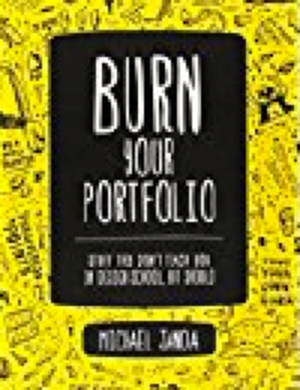 BURN
YOUR
PORTFOLIO
STUFF THEY DON'T TEACH YOU
IN DESIGN SCHOOL, BUT SHOULD
MICHAEL JANDA